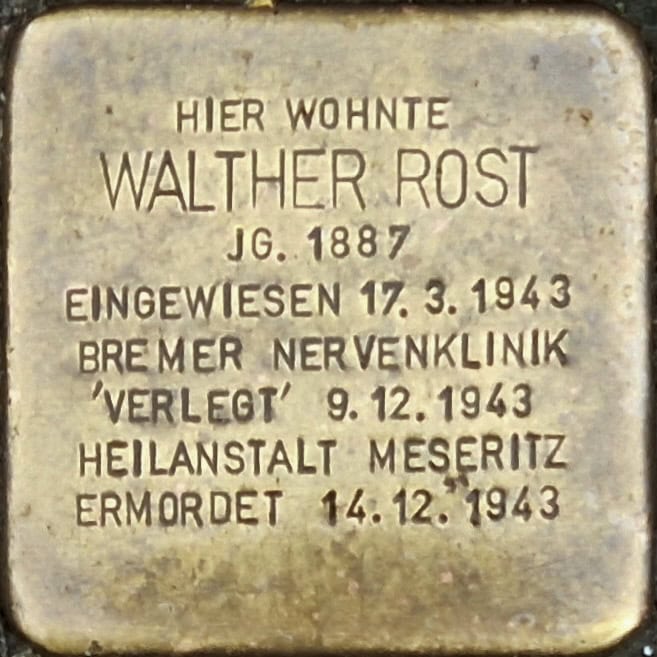 HIER WOHNTE
WALTHER ROST
JG. 1887
EINGEWIESEN 17. 3. 1943
BREMER NERVENKLINIK
'VERLEGT' 9. 12. 1943
HEILANSTALT MESERITZ
ERMORDET 14. 12. 1943